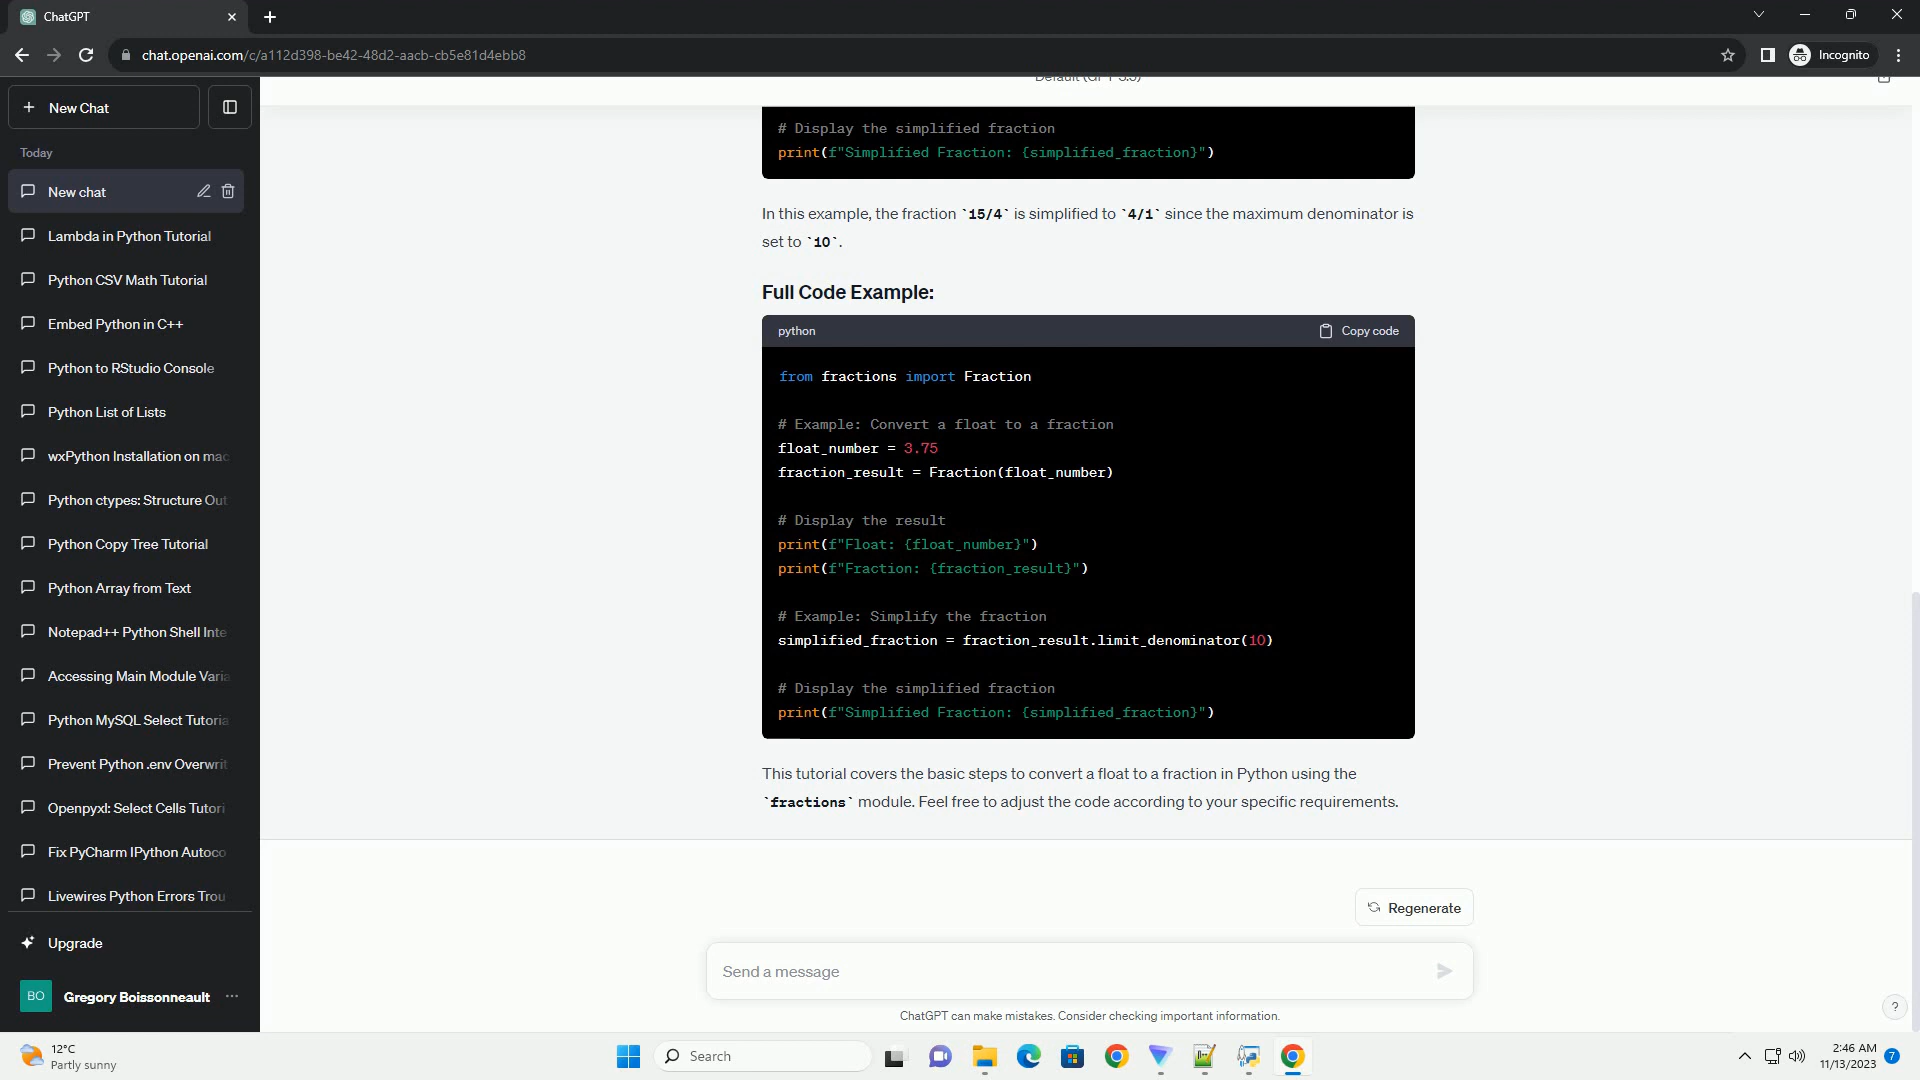 ChatGPT
chat.openai.com/c/a112d398-be42-48d2-aacb-cb5e81d4ebb8
Incognito
New Chat
Today
New chat
Lambda in Python Tutorial
Python CSV Math Tutorial
Embed Python in C++
Python to RStudio Console
Python List of Lists
wxPython Installation on mac
Python ctypes: Structure Out
Python Copy Tree Tutorial
Python Array from Text
Notepad++ Python Shell Inte
Accessing Main Module Varia
Python MySQL Select Tutoria
Prevent Python .env Overwrit
Openpyxl: Select Cells Tutori
Fix PyCharm IPython Autoco
Livewires Python Errors Trou
Upgrade
BO Gregory Boissonneault
Default (GPT-3.5)
# Display the simplified fraction
print(f"Simplified Fraction: {simplified_fraction}")
In this example, the fraction `15/4` is simplified to `4/1` since the maximum denominator is
set to `10`.
Full Code Example:
python Copy code
from fractions import Fraction
# Example: Convert a float to a fraction
float_number = 3.75
fraction_result = Fraction(float_number)
# Display the result
print(f"Float: {float_number}")
print(f"Fraction: {fraction_result}")
# Example: Simplify the fraction
simplified_fraction = fraction_result.limit_denominator(10)
# Display the simplified fraction
print(f"Simplified Fraction: {simplified_fraction}")
This tutorial covers the basic steps to convert a float to a fraction in Python using the
`fractions` module. Feel free to adjust the code according to your specific requirements.
Regenerate
Send a message
ChatGPT can make mistakes. Consider checking important information.
?
12°C
Partly sunny
Search
2:46 AM
11/13/2023
7